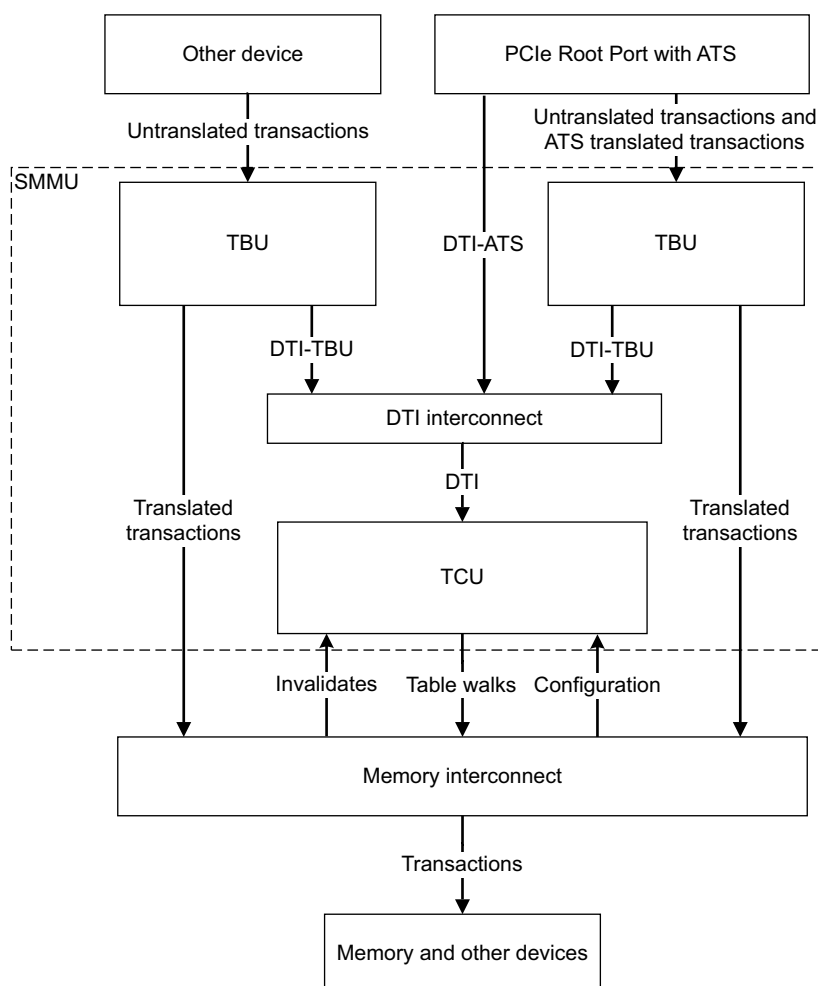 Other device
PCIe Root Port with ATS
Untranslated transactions
Untranslated transactions and
ATS translated transactions
SMMU
TBU
DTI-ATS
TBU
DTI-TBU
DTI-TBU
DTI interconnect
DTI
Translated
transactions
Translated
transactions
TCU
Invalidates
Table walks
Configuration
Memory interconnect
Transactions
Memory and other devices